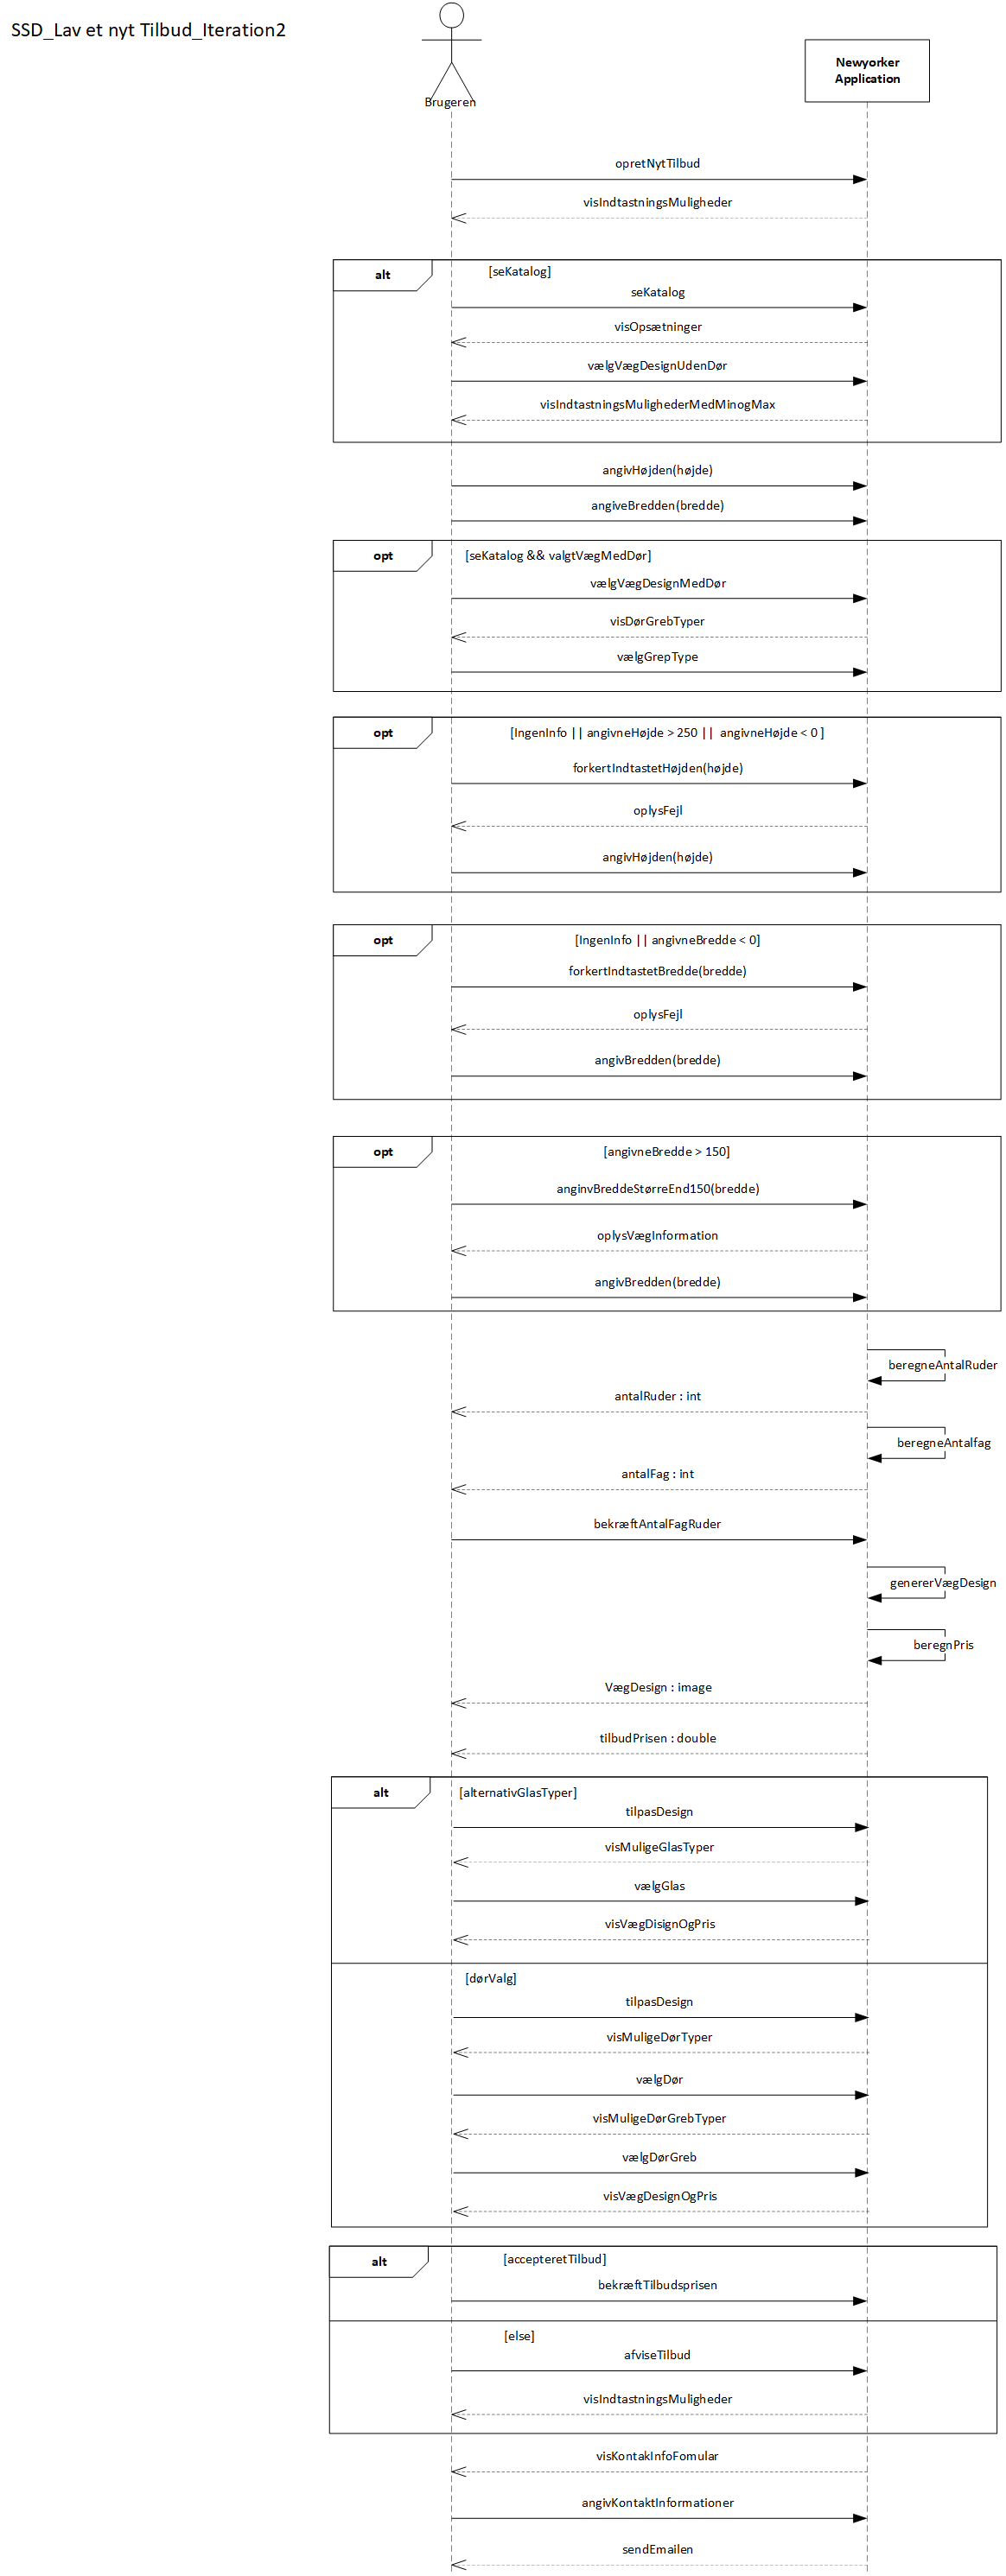 SSD_Lav et nyt Tilbud_Iteration2
Brugeren
Newyorker
Application
opretNytTilbud
visIndtastningsMuligheder
alt
[seKatalog]
seKatalog
visOpsætninger
vælgVægDesignUdenDør
visIndtastningsMulighederMedMinogMax
angivHøjden(højde)
angiveBredden(bredde)
opt
[seKatalog && valgtVægMedDør]
vælgVægDesignMedDør
visDørGrebTyper
vælgGrepType
opt
[IngenInfo || angivneHøjde > 250 || angivneHøjde < 0 ]
forkertIndtastetHøjden(højde)
oplysFejl
angivHøjden(højde)
opt
[IngenInfo || angivneBredde < 0]
forkertIndtastetBredde(bredde)
oplysFejl
angivBredden(bredde)
opt
[angivneBredde > 150]
anginvBreddeStørreEnd150(bredde)
oplysVægInformation
angivBredden(bredde)
beregneAntalRuder
antalRuder : int
beregneAntalfag
antalFag : int
bekræftAntalFagRuder
genererVægDesign
beregnPris
VægDesign : image
tilbudPrisen : double
alt
[alternativGlasTyper]
tilpasDesign
visMuligeGlasTyper
vælgGlas
visVægDisignOgPris
[dørValg]
tilpasDesign
visMuligeDørTyper
vælgDør
visMuligeDørGrebTyper
vælgDørGreb
visVægDesignOgPris
alt
[accepteretTilbud]
bekræftTilbudsprisen
[else]
afviseTilbud
visIndtastningsMuligheder
visKontakInfoFomular
angivKontaktInformationer
sendEmailen